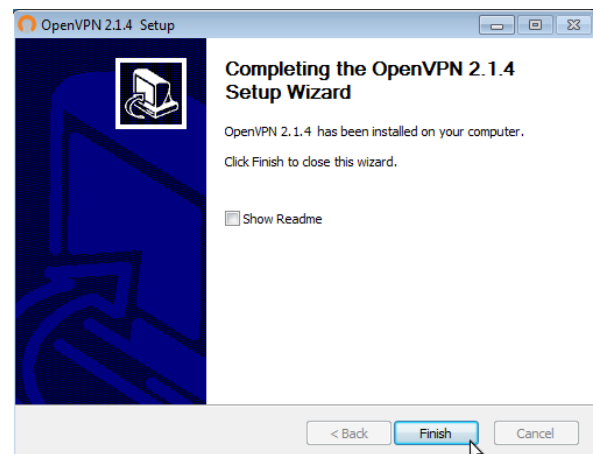 OpenVPN 2.1.4 Setup
Completing the OpenVPN 2.1.4
Setup Wizard
OpenVPN 2.1.4 has been installed on your computer.
Click Finish to close this wizard.
Show Readme
< Back Finish Cancel